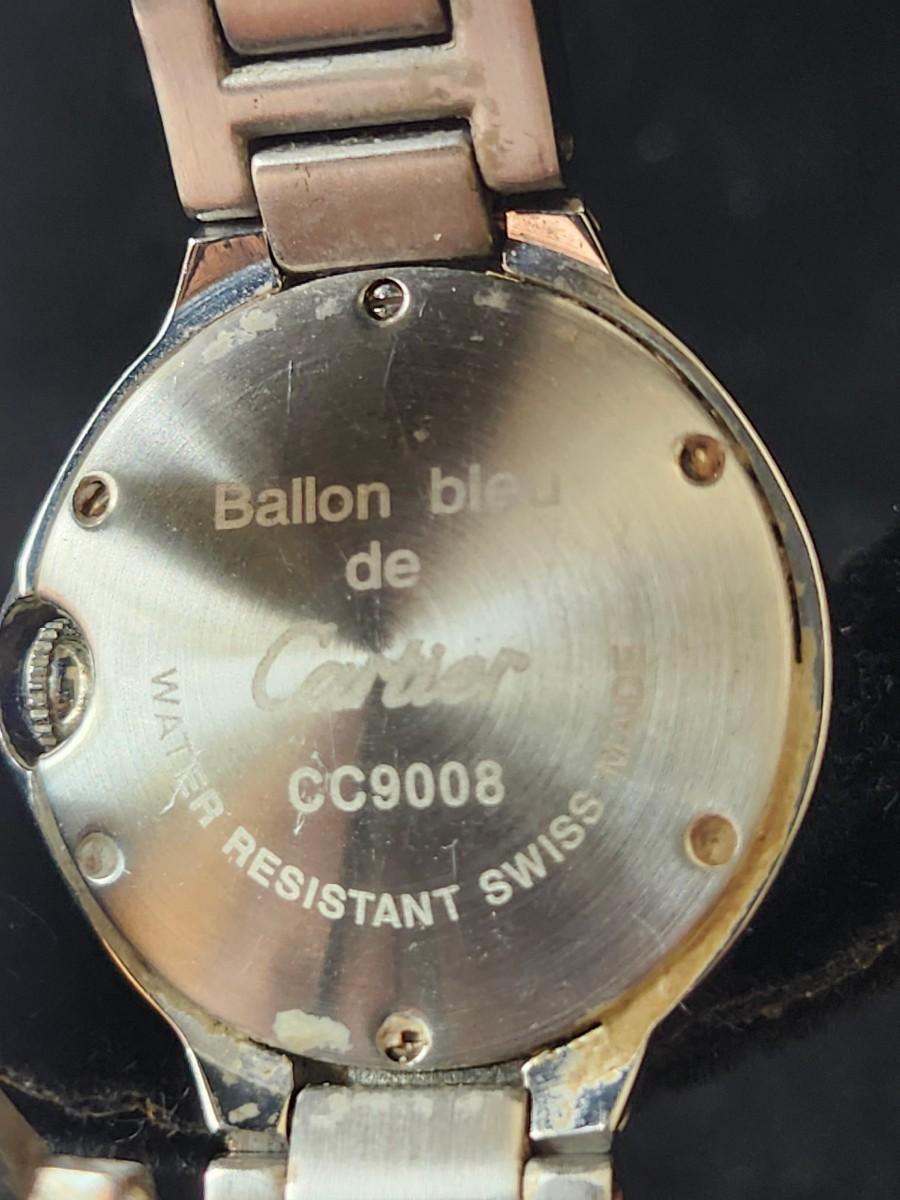 Ballon bleu
de
Cartier
CC9008
WATER RESISTANT SWISS MADE